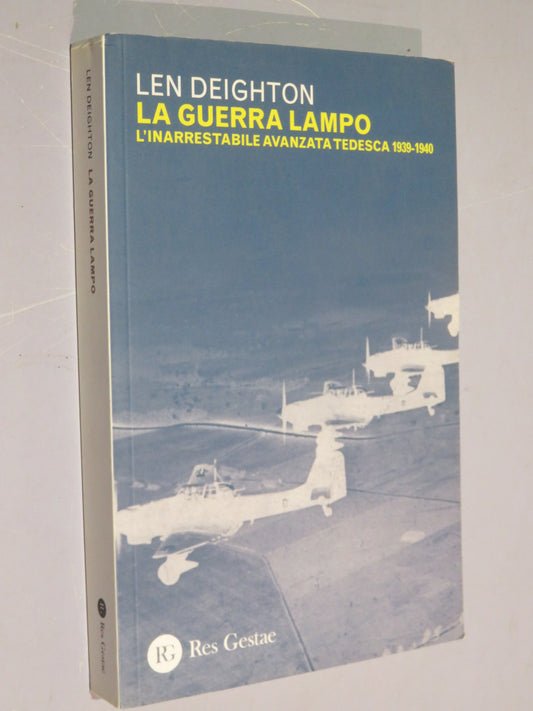 LEN DEIGHTON
LA GUERRA LAMPO
L'INARRESTABILE AVANZATA TEDESCA 1939-1940
RG Res Gestae
LEN DEIGHTON LA GUERRA LAMPO
RG Res Gestae